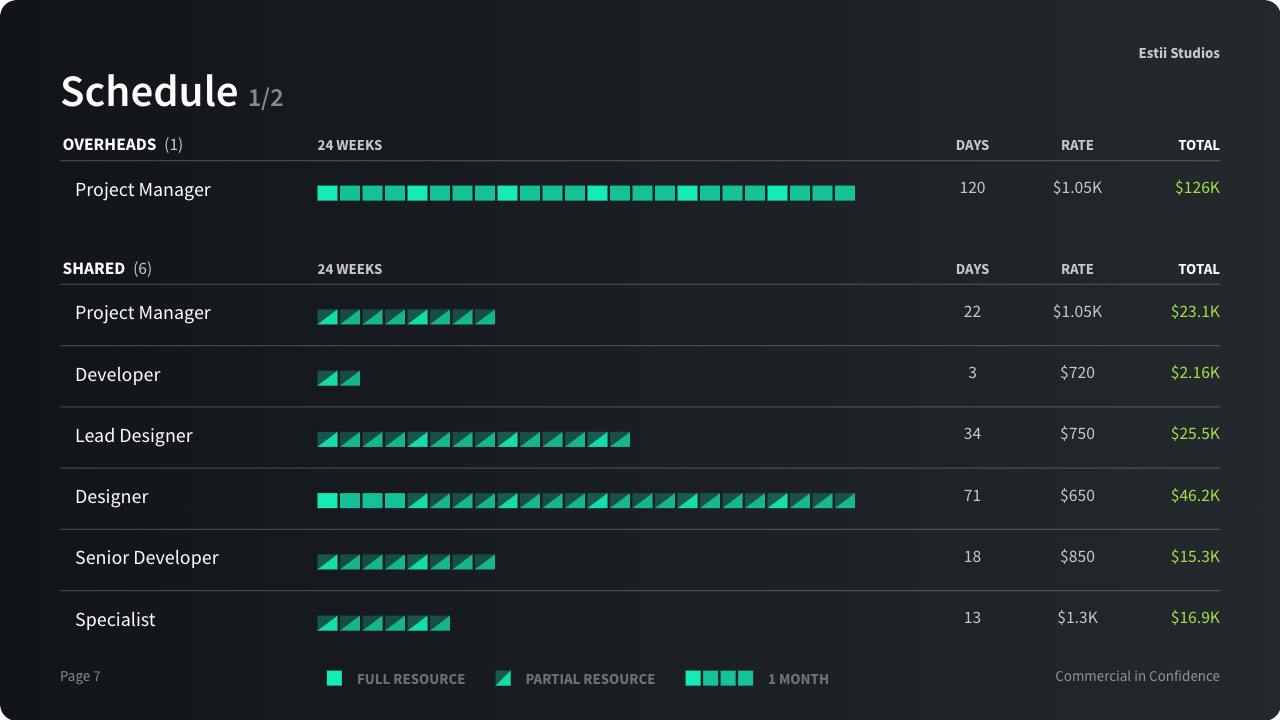 Estii Studios
Schedule 1/2
OVERHEADS (1) 24 WEEKS DAYS RATE TOTAL
Project Manager 120 $1.05K $126K
SHARED (6) 24 WEEKS DAYS RATE TOTAL
Project Manager 22 $1.05K $23.1K
Developer 3 $720 $2.16K
Lead Designer 34 $750 $25.5K
Designer 71 $650 $46.2K
Senior Developer 18 $850 $15.3K
Specialist 13 $1.3K $16.9K
Page 7 FULL RESOURCE PARTIAL RESOURCE 1 MONTH Commercial in Confidence